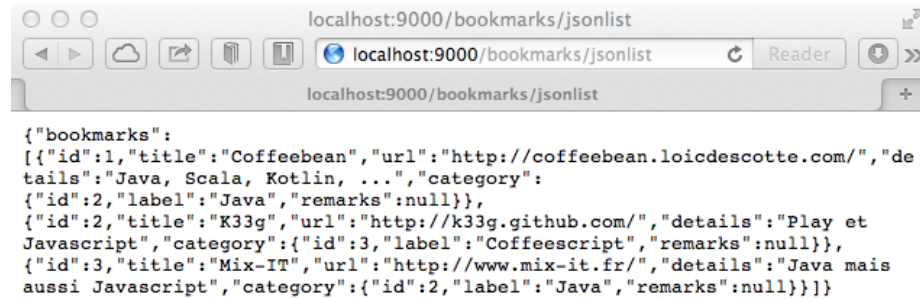 localhost:9000/bookmarks/jsonlist
localhost:9000/bookmarks/jsonlist
Reader
localhost:9000/bookmarks/jsonlist
{"bookmarks":
[{"id":1,"title":"Coffeebean","url":"http://coffeebean.loicdescotte.com/","de
tails":"Java, Scala, Kotlin, ...","category":
{"id":2,"label":"Java","remarks":null}},
{"id":2,"title":"K33g","url":"http://k33g.github.com/","details":"Play et
Javascript","category":{"id":3,"label":"Coffeescript","remarks":null}},
{"id":3,"title":"Mix-IT","url":"http://www.mix-it.fr/","details":"Java mais
aussi Javascript","category":{"id":2,"label":"Java","remarks":null}}]}